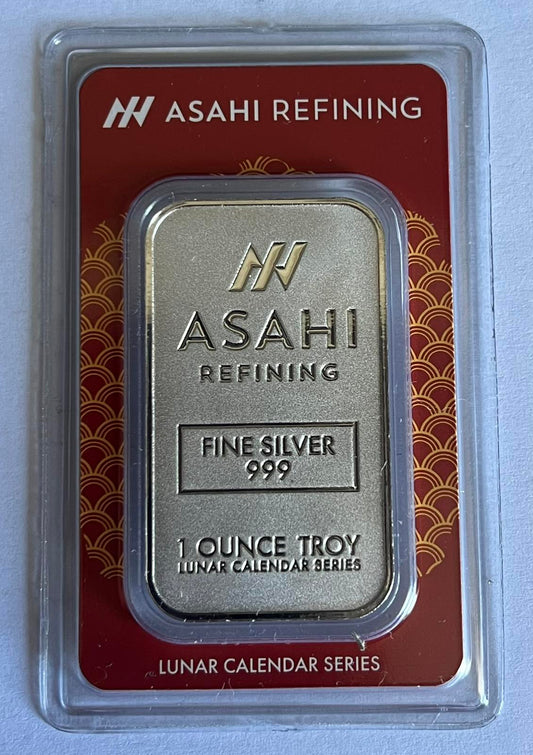 ASAHI REFINING
ASAHI
REFINING
FINE SILVER
999
1 OUNCE TROY
LUNAR CALENDAR SERIES
LUNAR CALENDAR SERIES